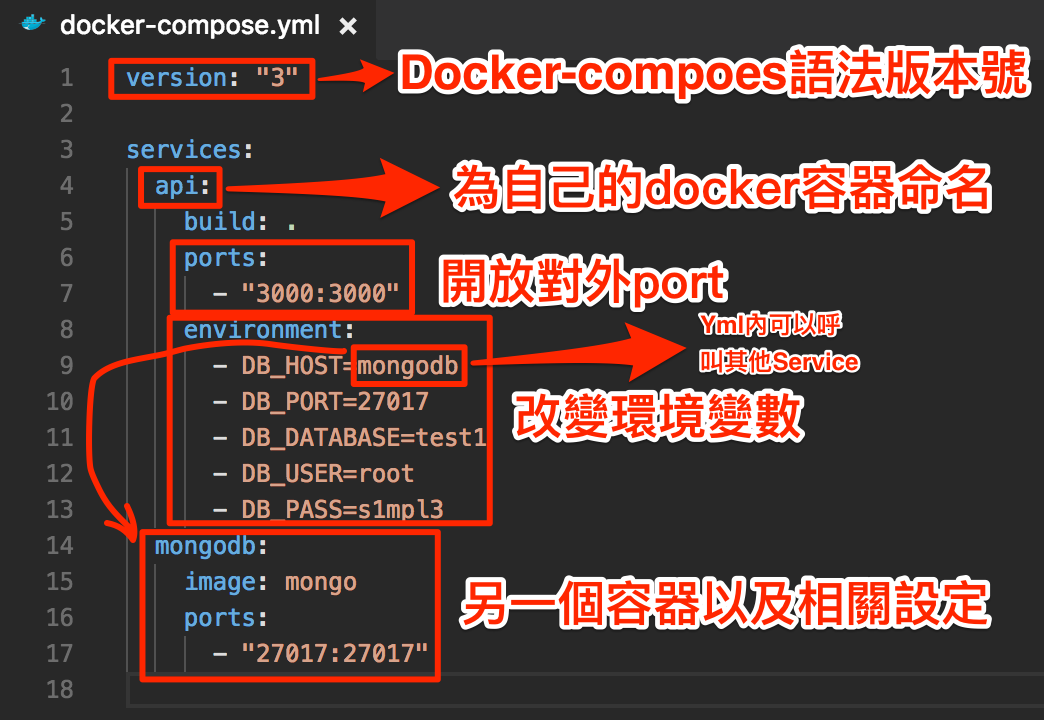 docker-compose.yml ×
1 version: "3" Docker-compoes語法版本號
2
3 services:
4 api: 為自己的docker容器命名
5 build: .
6 ports:
7 - "3000:3000" 開放對外port
8 environment: Yml內可以呼
9 - DB_HOST=mongodb 叫其他Service
10 - DB_PORT=27017 改變環境變數
11 - DB_DATABASE=test1
12 - DB_USER=root
13 - DB_PASS=s1mpl3
14 mongodb:
15 image: mongo 另一個容器以及相關設定
16 ports:
17 - "27017:27017"
18